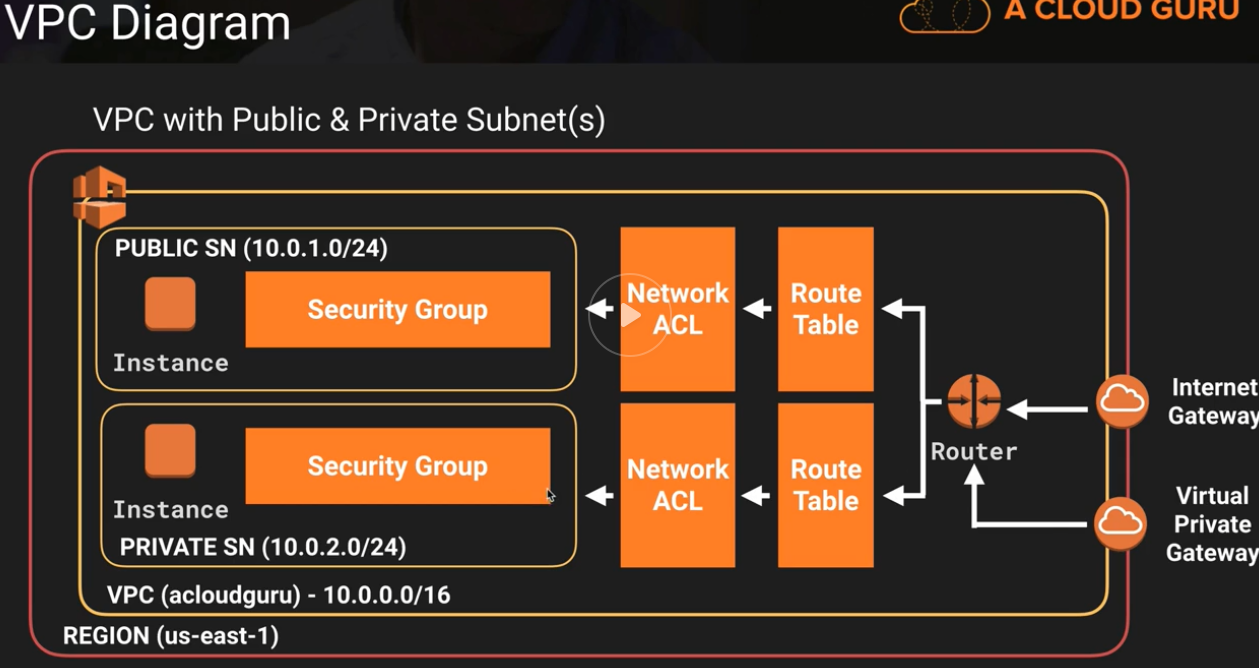 VPC Diagram
A CLOUD GURU
VPC with Public & Private Subnet(s)
PUBLIC SN (10.0.1.0/24)
Security Group
Instance
Network
ACL
Route
Table
Internet
Gateway
Router
Security Group
Instance
PRIVATE SN (10.0.2.0/24)
Network
ACL
Route
Table
Virtual
Private
Gateway
VPC (acloudguru) - 10.0.0.0/16
REGION (us-east-1)